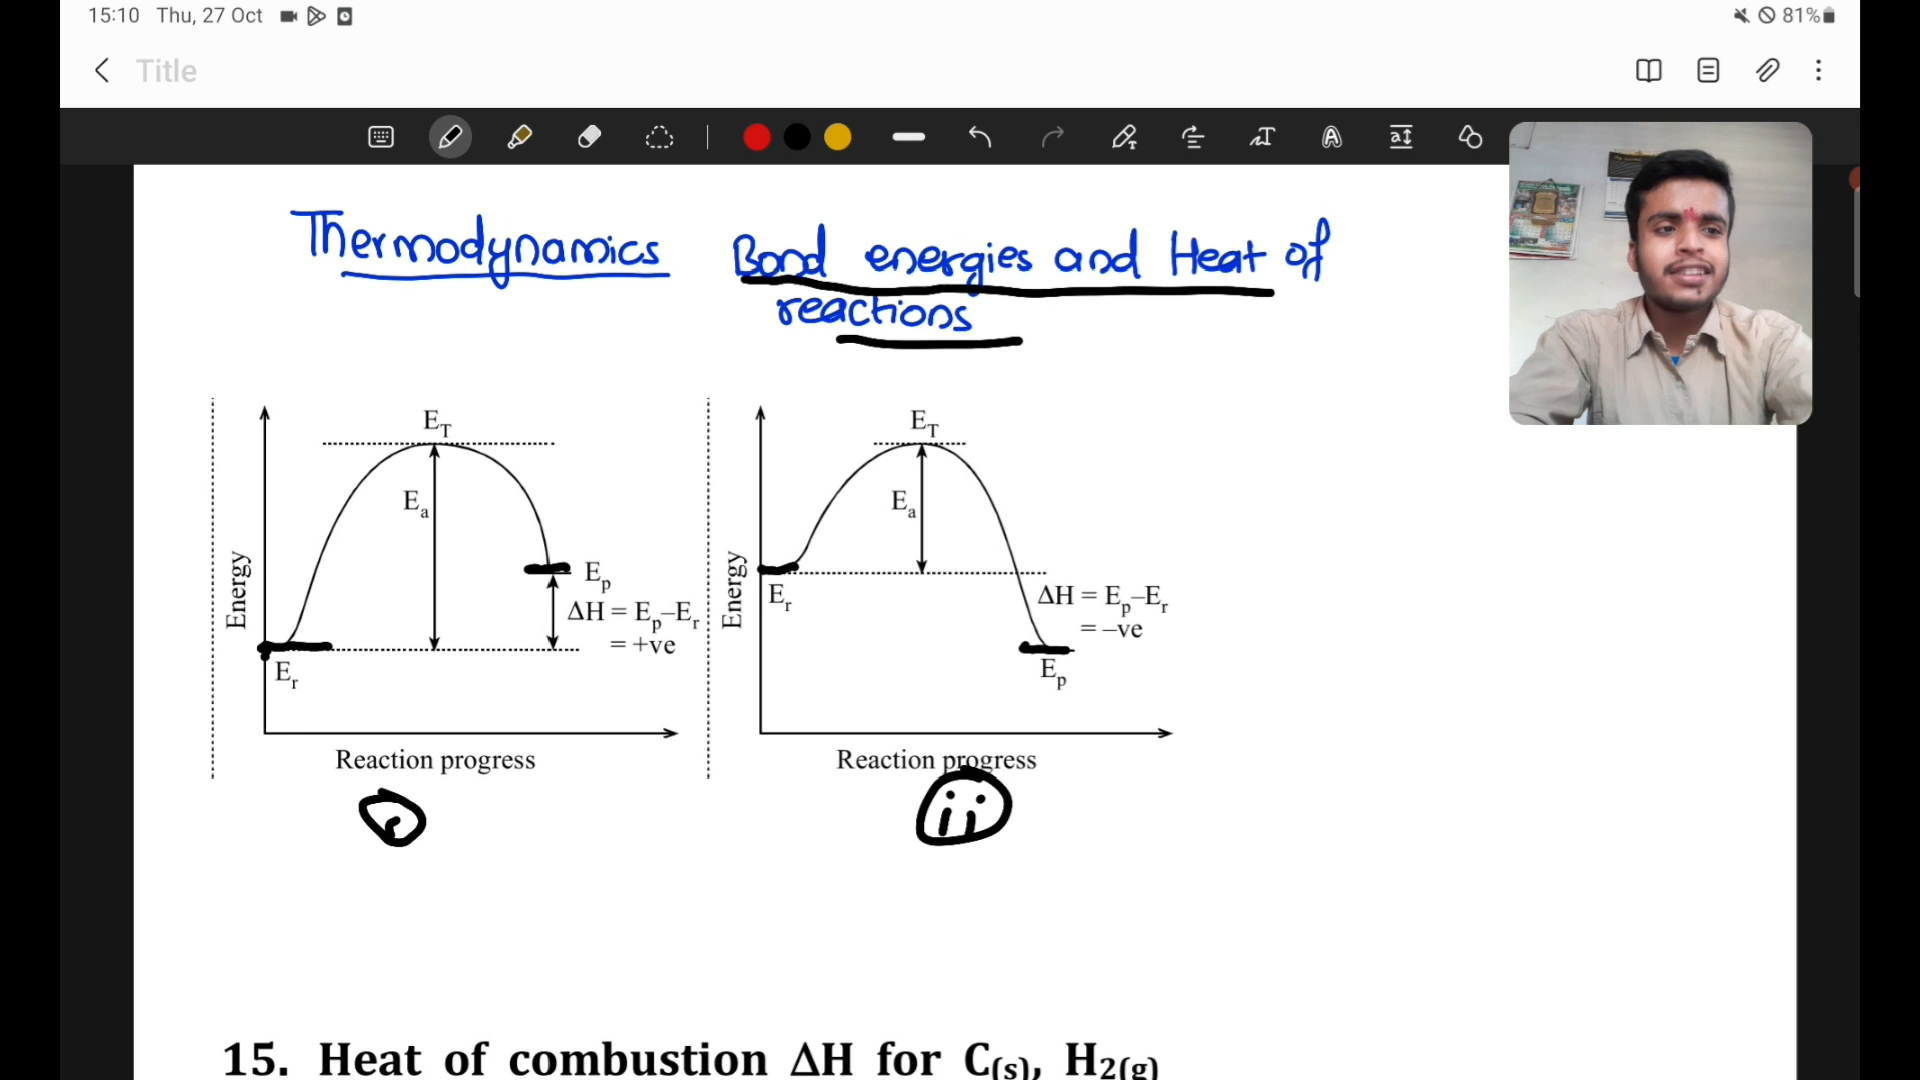 15:10 Thu, 27 Oct
81%
Title
Thermodynamics
Bond energies and Heat of
reactions
E_T
E_a
E_p
ΔH = E_p–E_r
= +ve
E_r
Energy
Reaction progress
E_T
E_a
E_r
ΔH = E_p–E_r
= –ve
E_p
Energy
Reaction progress
ii
15. Heat of combustion ΔH for C(s), H2(g)